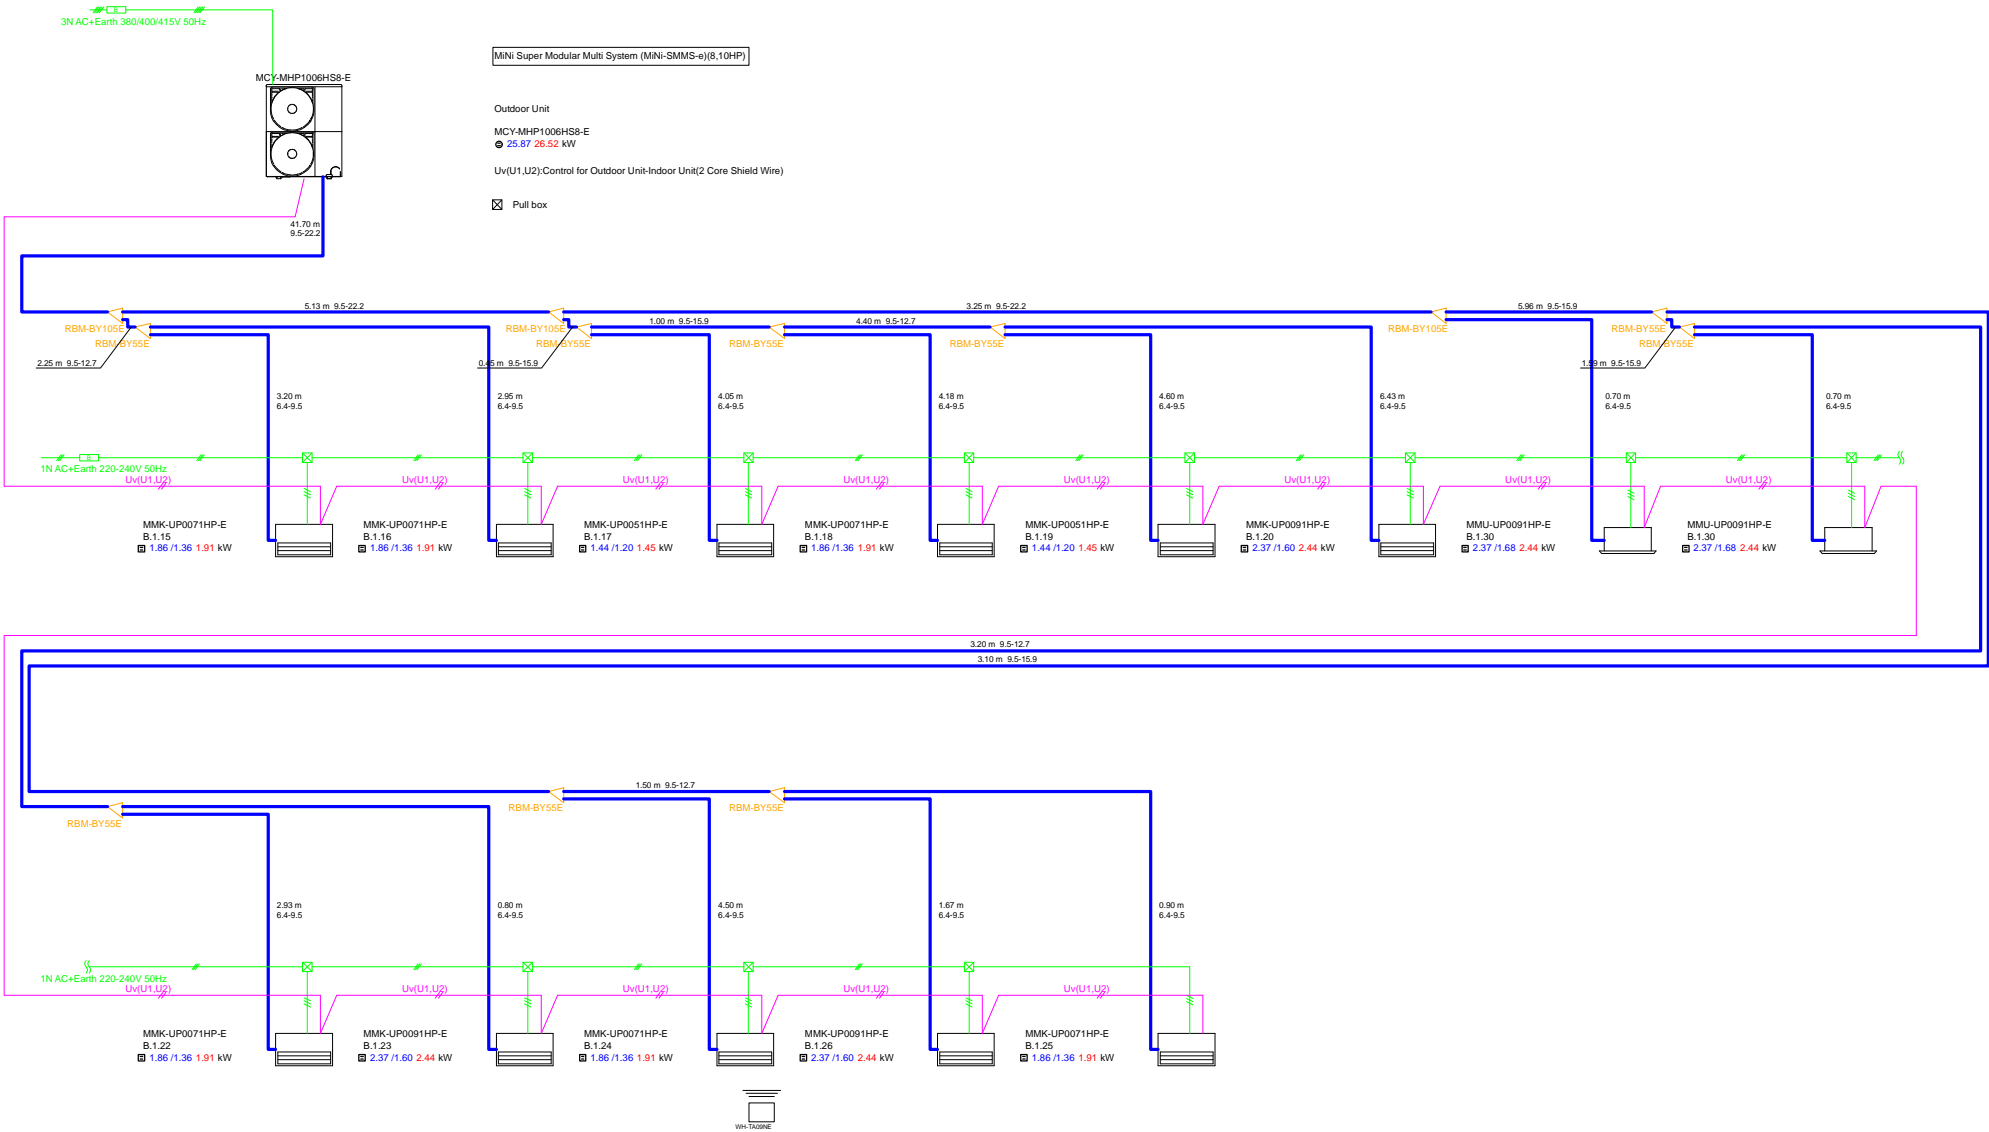 3N AC+Earth 380/400/415V 50Hz
MiNi Super Modular Multi System (MiNi-SMMS-e)(8,10HP)
MCY-MHP1006HS8-E
Outdoor Unit
MCY-MHP1006HS8-E
25.87 26.52 kW
Uv(U1,U2):Control for Outdoor Unit-Indoor Unit(2 Core Shield Wire)
Pull box
41.70 m
9.5-22.2
5.13 m 9.5-22.2
3.25 m 9.5-22.2
5.96 m 9.5-15.9
RBM-BY105E
RBM-BY55E
RBM-BY105E
RBM-BY55E
1.00 m 9.5-15.9
RBM-BY55E
4.40 m 9.5-12.7
RBM-BY55E
RBM-BY105E
RBM-BY55E
RBM-BY55E
2.25 m 9.5-12.7
0.45 m 9.5-15.9
1.59 m 9.5-15.9
3.20 m
6.4-9.5
2.95 m
6.4-9.5
4.05 m
6.4-9.5
4.18 m
6.4-9.5
4.60 m
6.4-9.5
6.43 m
6.4-9.5
0.70 m
6.4-9.5
0.70 m
6.4-9.5
1N AC+Earth 220-240V 50Hz
Uv(U1,U2)
Uv(U1,U2)
Uv(U1,U2)
Uv(U1,U2)
Uv(U1,U2)
Uv(U1,U2)
Uv(U1,U2)
Uv(U1,U2)
MMK-UP0071HP-E
B.1.15
1.86 /1.36 1.91 kW
MMK-UP0071HP-E
B.1.16
1.86 /1.36 1.91 kW
MMK-UP0051HP-E
B.1.17
1.44 /1.20 1.45 kW
MMK-UP0071HP-E
B.1.18
1.86 /1.36 1.91 kW
MMK-UP0051HP-E
B.1.19
1.44 /1.20 1.45 kW
MMK-UP0091HP-E
B.1.20
2.37 /1.60 2.44 kW
MMU-UP0091HP-E
B.1.30
2.37 /1.68 2.44 kW
MMU-UP0091HP-E
B.1.30
2.37 /1.68 2.44 kW
3.20 m 9.5-12.7
3.10 m 9.5-15.9
RBM-BY55E
RBM-BY55E
1.50 m 9.5-12.7
RBM-BY55E
2.93 m
6.4-9.5
0.80 m
6.4-9.5
4.50 m
6.4-9.5
1.67 m
6.4-9.5
0.90 m
6.4-9.5
1N AC+Earth 220-240V 50Hz
Uv(U1,U2)
Uv(U1,U2)
Uv(U1,U2)
Uv(U1,U2)
Uv(U1,U2)
MMK-UP0071HP-E
B.1.22
1.86 /1.36 1.91 kW
MMK-UP0091HP-E
B.1.23
2.37 /1.60 2.44 kW
MMK-UP0071HP-E
B.1.24
1.86 /1.36 1.91 kW
MMK-UP0091HP-E
B.1.26
2.37 /1.60 2.44 kW
MMK-UP0071HP-E
B.1.25
1.86 /1.36 1.91 kW
WH-TA09NE